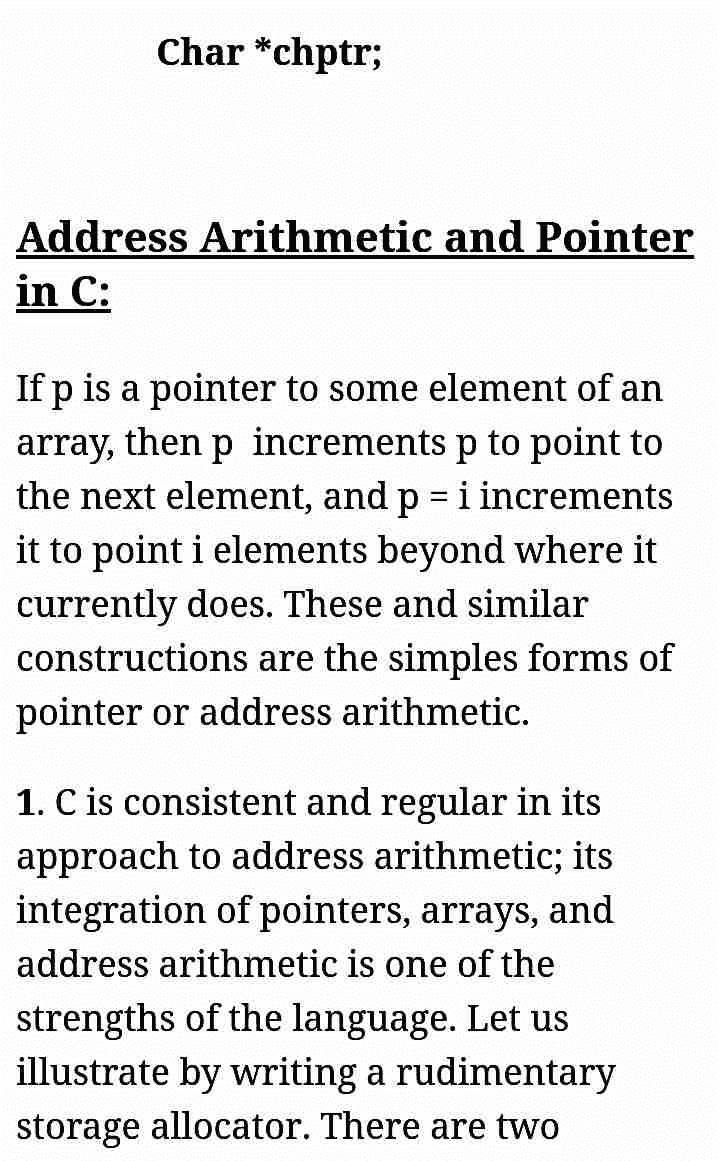 Char *chptr;
Address Arithmetic and Pointer
in C:
If p is a pointer to some element of an
array, then p  increments p to point to
the next element, and p = i increments
it to point i elements beyond where it
currently does. These and similar
constructions are the simples forms of
pointer or address arithmetic.
1. C is consistent and regular in its
approach to address arithmetic; its
integration of pointers, arrays, and
address arithmetic is one of the
strengths of the language. Let us
illustrate by writing a rudimentary
storage allocator. There are two